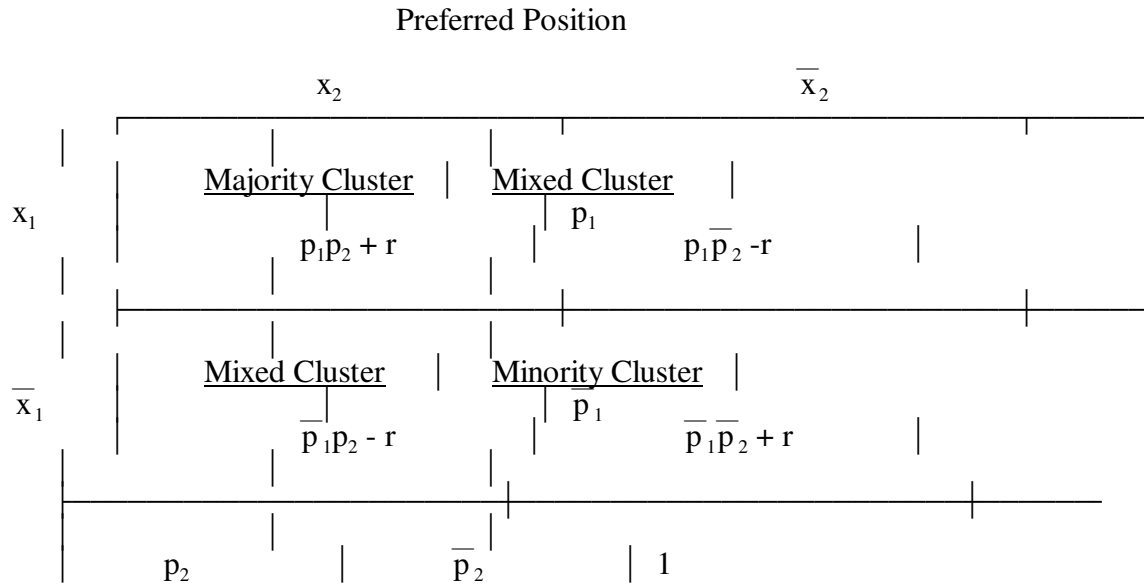 Preferred Position
x₂ x̅₂
Majority Cluster Mixed Cluster
x₁ p₁
p₁p₂ + r p₁p̅₂ -r
Mixed Cluster Minority Cluster
x̅₁ p̅₁
p̅₁p₂ - r p̅₁p̅₂ + r
p₂ p̅₂ 1